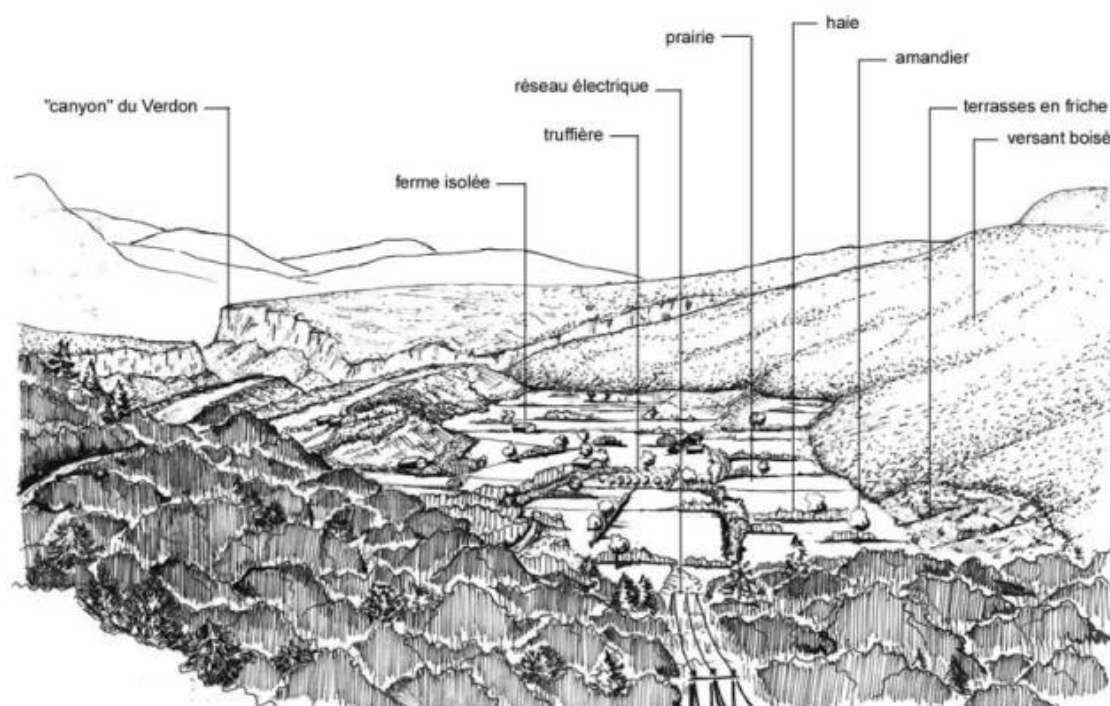 haie
prairie
amandier
réseau électrique
"canyon" du Verdon
terrasses en friche
truffière
versant boisé
ferme isolée